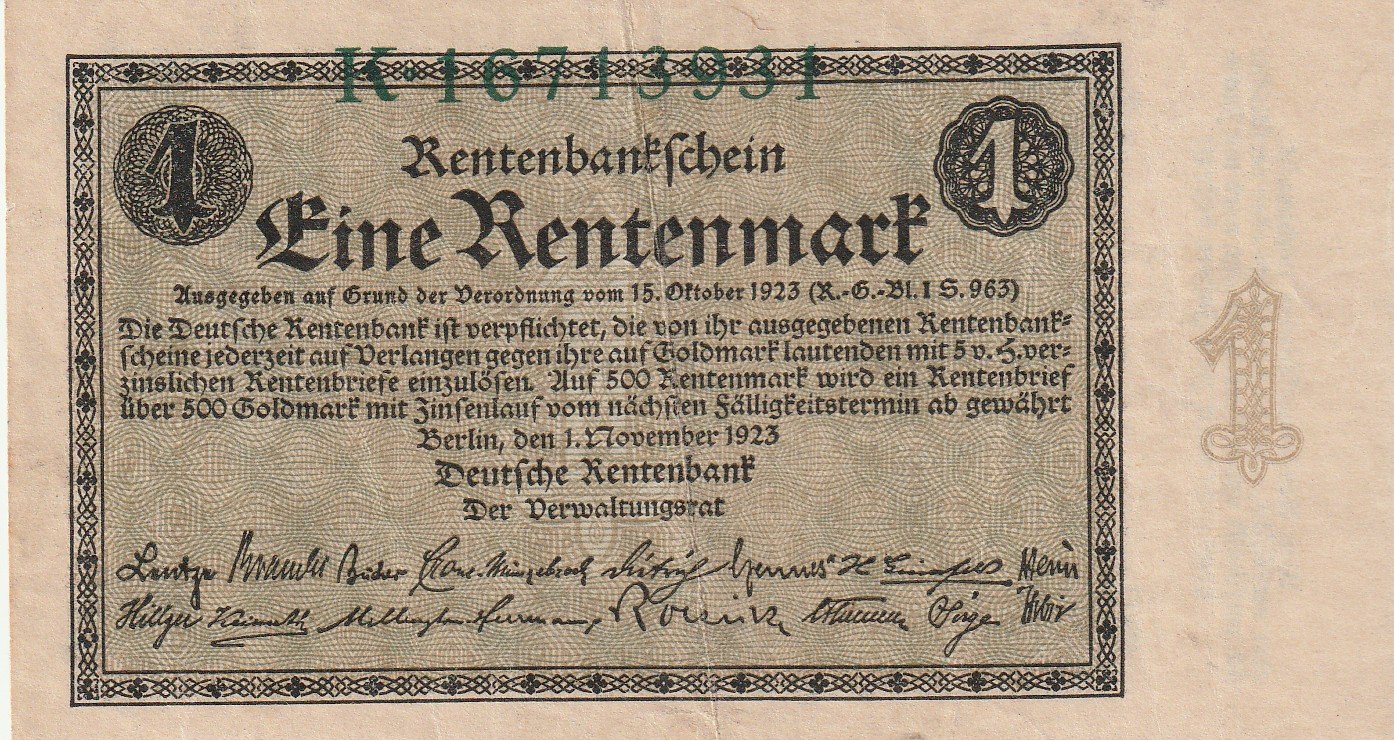 K·16713931
1 1
Rentenbankschein
Eine Rentenmark
Ausgegeben auf Grund der Verordnung vom 15. Oktober 1923 (R.-G.-Bl. I S. 963)
Die Deutsche Rentenbank ist verpflichtet, die von ihr ausgegebenen Rentenbank-
scheine jederzeit auf Verlangen gegen ihre auf Goldmark lautenden mit 5 v. H. ver-
zinslichen Rentenbriefe einzulösen. Auf 500 Rentenmark wird ein Rentenbrief
über 500 Goldmark mit Zinsenlauf vom nächsten Fälligkeitstermin ab gewährt
1
Berlin, den 1. November 1923
Deutsche Rentenbank
Der Verwaltungsrat
Lentze
Hillger